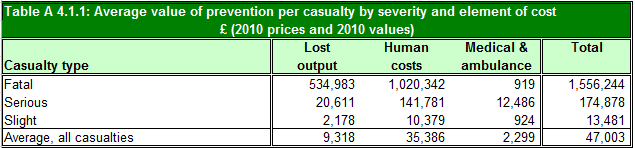 Table A 4.1.1: Average value of prevention per casualty by severity and element of cost
£ (2010 prices and 2010 values)
Lost Human Medical & Total
Casualty type output costs ambulance
Fatal 534,983 1,020,342 919 1,556,244
Serious 20,611 141,781 12,486 174,878
Slight 2,178 10,379 924 13,481
Average, all casualties 9,318 35,386 2,299 47,003